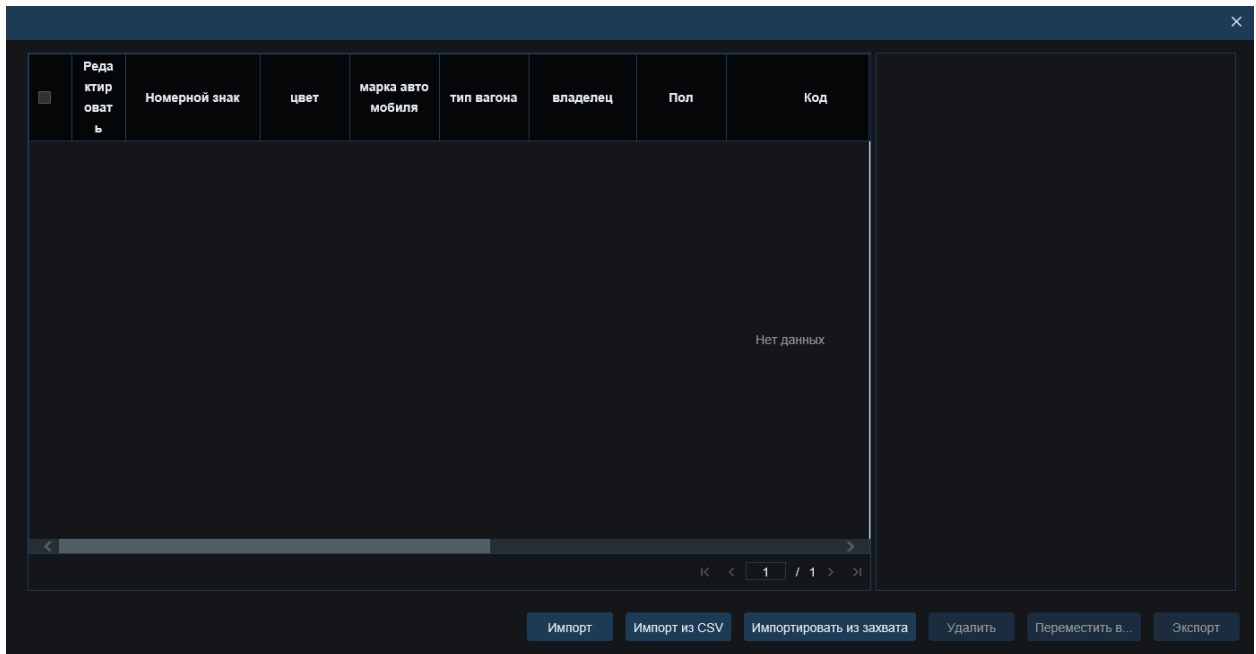 Реда
ктир
оват
ь
Номерной знак
цвет
марка авто
мобиля
тип вагона
владелец
Пол
Код
Нет данных
1 / 1
Импорт
Импорт из CSV
Импортировать из захвата
Удалить
Переместить в...
Экспорт